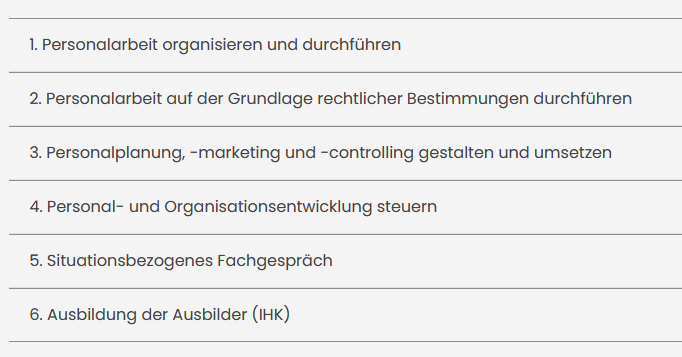 1. Personalarbeit organisieren und durchführen
2. Personalarbeit auf der Grundlage rechtlicher Bestimmungen durchführen
3. Personalplanung, -marketing und -controlling gestalten und umsetzen
4. Personal- und Organisationsentwicklung steuern
5. Situationsbezogenes Fachgespräch
6. Ausbildung der Ausbilder (IHK)